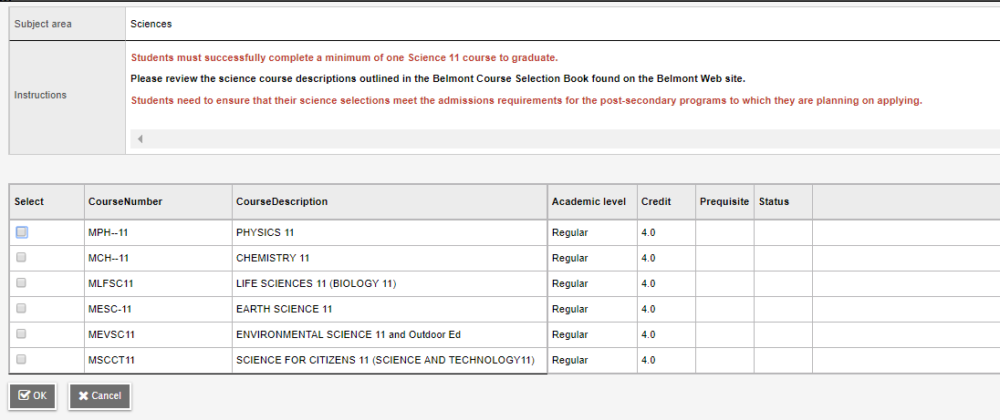 Subject area Sciences
Students must successfully complete a minimum of one Science 11 course to graduate.
Please review the science course descriptions outlined in the Belmont Course Selection Book found on the Belmont Web site.
Instructions
Students need to ensure that their science selections meet the admissions requirements for the post-secondary programs to which they are planning on applying.
Select CourseNumber CourseDescription Academic level Credit Prequisite Status
MPH--11 PHYSICS 11 Regular 4.0
MCH--11 CHEMISTRY 11 Regular 4.0
MLFSC11 LIFE SCIENCES 11 (BIOLOGY 11) Regular 4.0
MESC-11 EARTH SCIENCE 11 Regular 4.0
MEVSC11 ENVIRONMENTAL SCIENCE 11 and Outdoor Ed Regular 4.0
MSCCT11 SCIENCE FOR CITIZENS 11 (SCIENCE AND TECHNOLOGY11) Regular 4.0
OK Cancel